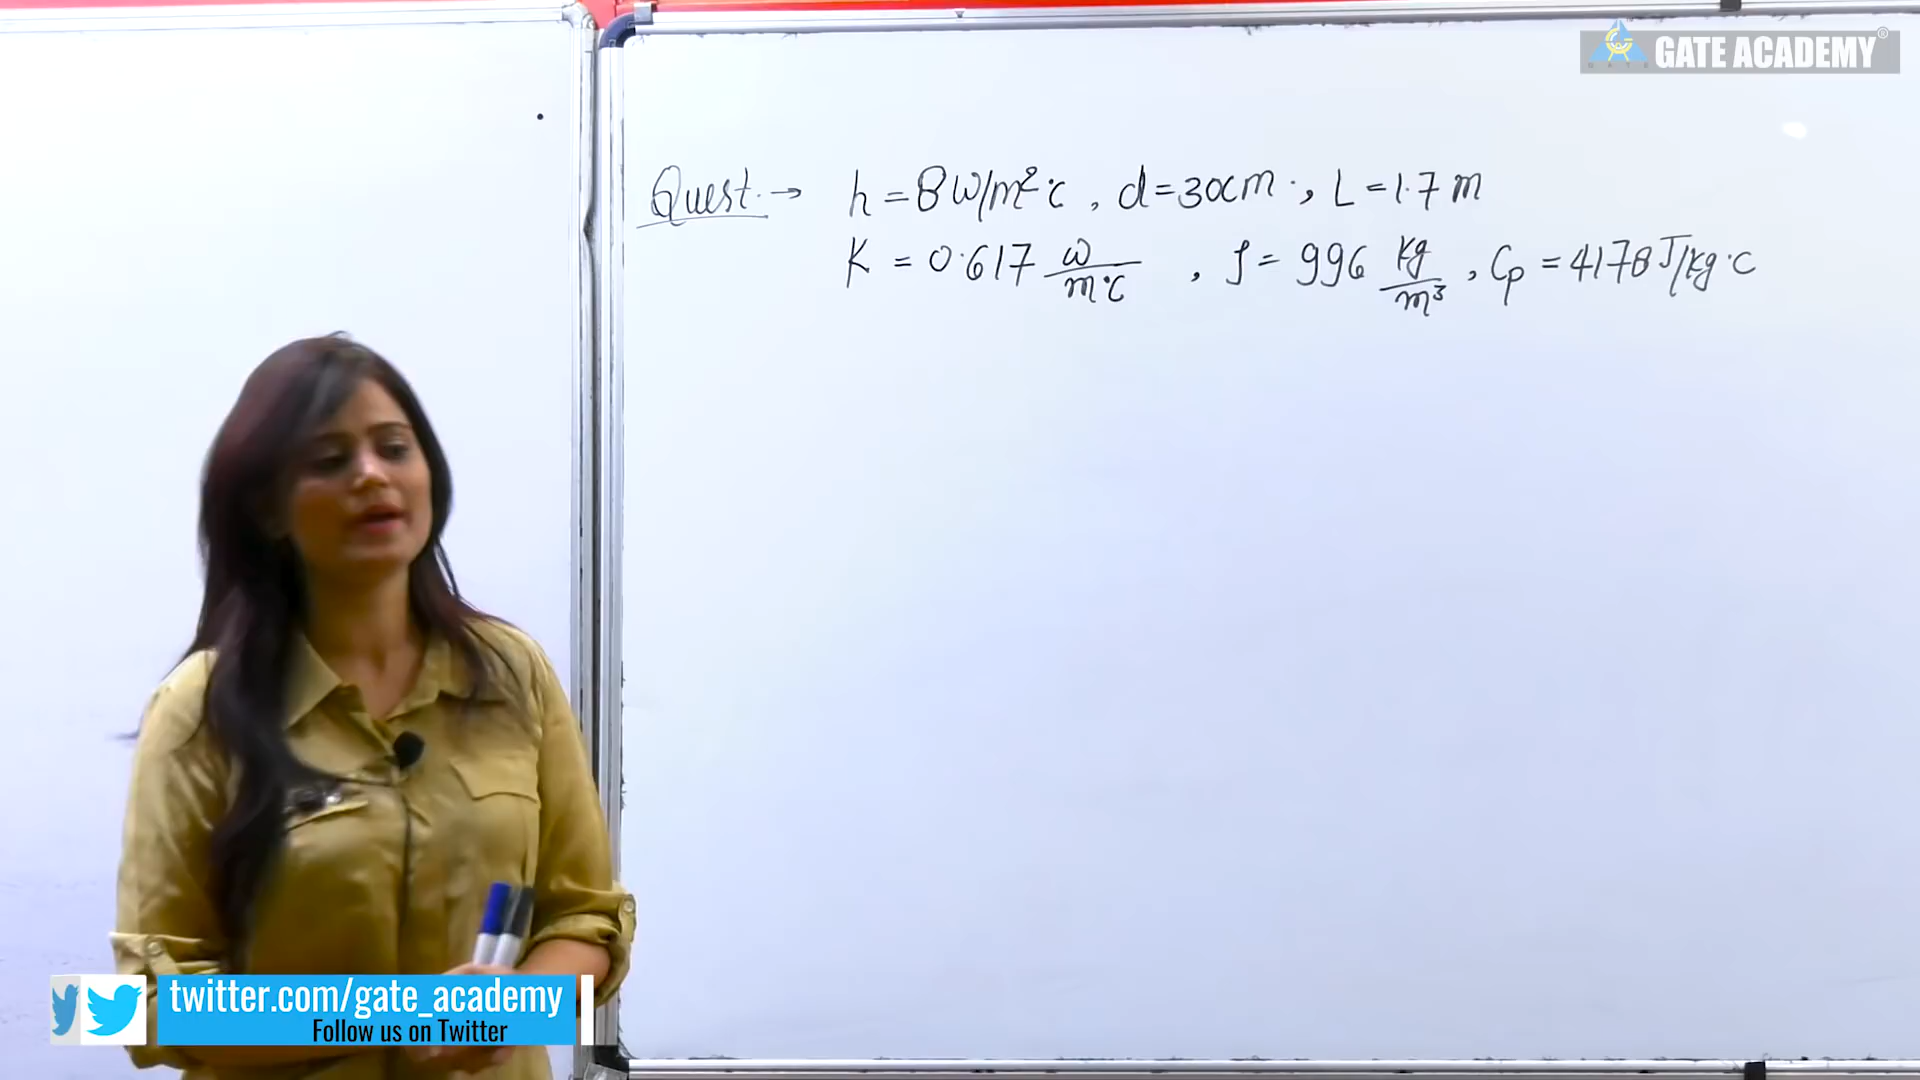 GATE ACADEMY®
Quest. → h = 8 W/m²°C, d = 30cm, L = 1.7 m
K = 0.617 W/m°C, ρ = 996 kg/m³, Cp = 4178 J/kg°C
twitter.com/gate_academy
Follow us on Twitter